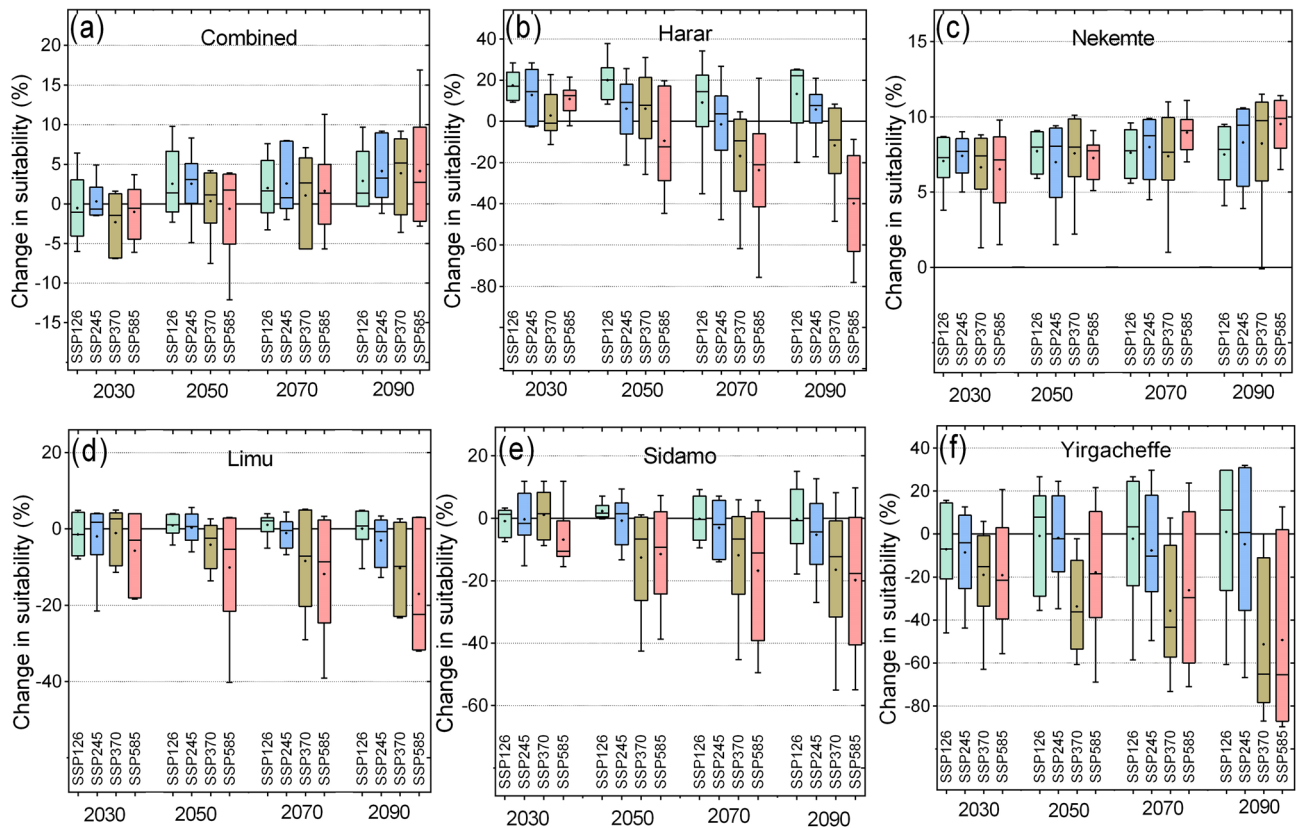 (a)
Combined
Change in suitability (%)
20
15
10
5
0
-5
-10
-15
SSP126 SSP245 SSP370 SSP585 SSP126 SSP245 SSP370 SSP585 SSP126 SSP245 SSP370 SSP585 SSP126 SSP245 SSP370 SSP585
2030 2050 2070 2090
(b)
Harar
Change in suitability (%)
40
20
0
-20
-40
-60
-80
SSP126 SSP245 SSP370 SSP585 SSP126 SSP245 SSP370 SSP585 SSP126 SSP245 SSP370 SSP585 SSP126 SSP245 SSP370 SSP585
2030 2050 2070 2090
(c)
Nekemte
Change in suitability (%)
15
10
5
0
SSP126 SSP245 SSP370 SSP585 SSP126 SSP245 SSP370 SSP585 SSP126 SSP245 SSP370 SSP585 SSP126 SSP245 SSP370 SSP585
2030 2050 2070 2090
(d)
Limu
Change in suitability (%)
20
0
-20
-40
SSP126 SSP245 SSP370 SSP585 SSP126 SSP245 SSP370 SSP585 SSP126 SSP245 SSP370 SSP585 SSP126 SSP245 SSP370 SSP585
2030 2050 2070 2090
(e)
Sidamo
Change in suitability (%)
20
0
-20
-40
-60
SSP126 SSP245 SSP370 SSP585 SSP126 SSP245 SSP370 SSP585 SSP126 SSP245 SSP370 SSP585 SSP126 SSP245 SSP370 SSP585
2030 2050 2070 2090
(f)
Yirgacheffe
Change in suitability (%)
40
20
0
-20
-40
-60
-80
SSP126 SSP245 SSP370 SSP585 SSP126 SSP245 SSP370 SSP585 SSP126 SSP245 SSP370 SSP585 SSP126 SSP245 SSP370 SSP585
2030 2050 2070 2090